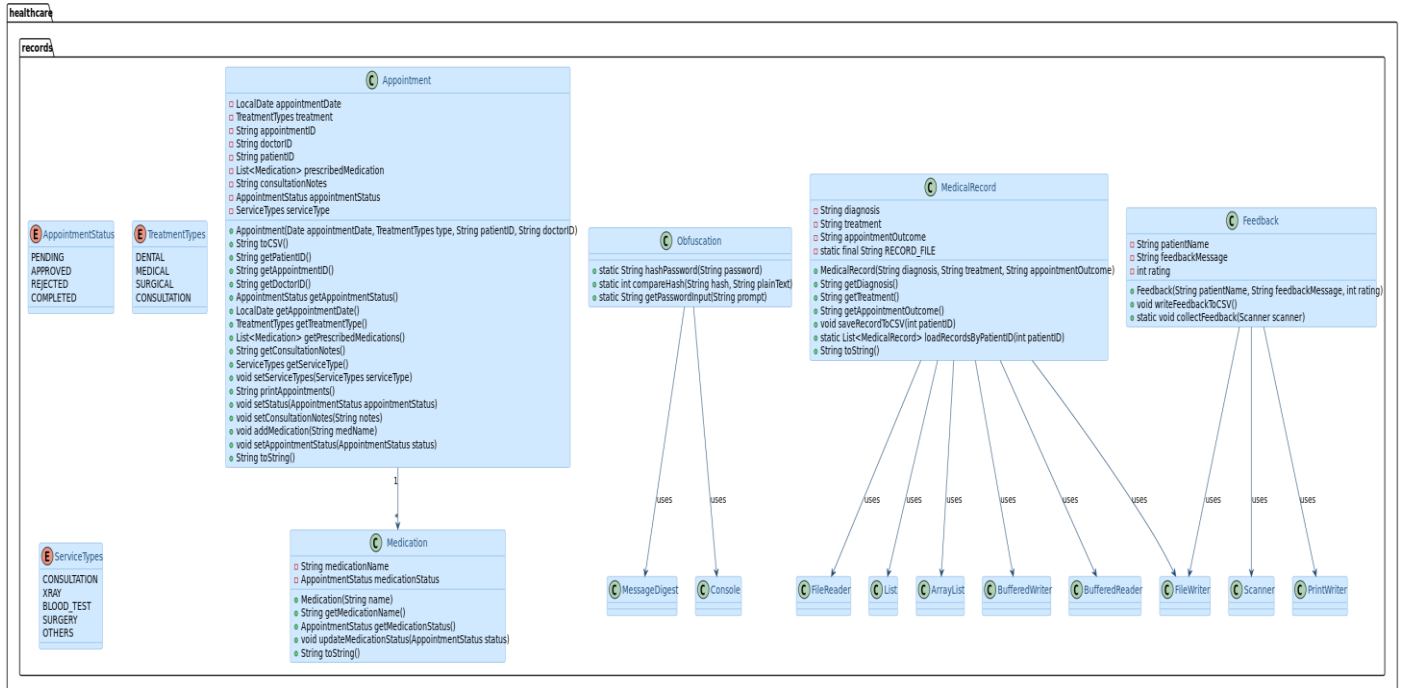 healthcare
records
C Appointment
LocalDate appointmentDate
TreatmentTypes treatment
String appointmentID
String doctorID
String patientID
List<Medication> prescribedMedication
String consultationNotes
AppointmentStatus appointmentStatus
ServiceTypes serviceType
Appointment(Date appointmentDate, TreatmentTypes type, String patientID, String doctorID)
String toCSV()
String getPatientID()
String getAppointmentID()
String getDoctorID()
AppointmentStatus getAppointmentStatus()
LocalDate getAppointmentDate()
TreatmentTypes getTreatmentType()
List<Medication> getPrescribedMedications()
String getConsultationNotes()
ServiceTypes getServiceType()
void setServiceTypes(ServiceTypes serviceType)
String printAppointments()
void setStatus(AppointmentStatus appointmentStatus)
void setConsultationNotes(String notes)
void addMedication(String medName)
void setAppointmentStatus(AppointmentStatus status)
String toString()
E AppointmentStatus
PENDING
APPROVED
REJECTED
COMPLETED
E TreatmentTypes
DENTAL
MEDICAL
SURGICAL
CONSULTATION
C Obfuscation
static String hashPassword(String password)
static int compareHash(String hash, String plainText)
static String getPasswordInput(String prompt)
C MedicalRecord
String diagnosis
String treatment
String appointmentOutcome
static final String RECORD_FILE
MedicalRecord(String diagnosis, String treatment, String appointmentOutcome)
String getDiagnosis()
String getTreatment()
String getAppointmentOutcome()
void saveRecordToCSV(int patientID)
static List<MedicalRecord> loadRecordsByPatientID(int patientID)
String toString()
C Feedback
String patientName
String feedbackMessage
int rating
Feedback(String patientName, String feedbackMessage, int rating)
void writeFeedbackToCSV()
static void collectFeedback(Scanner scanner)
1
*
uses
uses
uses
uses
uses
uses
uses
uses
uses
uses
uses
E ServiceTypes
CONSULTATION
XRAY
BLOOD_TEST
SURGERY
OTHERS
C Medication
String medicationName
AppointmentStatus medicationStatus
Medication(String name)
String getMedicationName()
AppointmentStatus getMedicationStatus()
void updateMedicationStatus(AppointmentStatus status)
String toString()
C MessageDigest
C Console
C FileReader
C List
C ArrayList
C BufferedWriter
C BufferedReader
C FileWriter
C Scanner
C PrintWriter